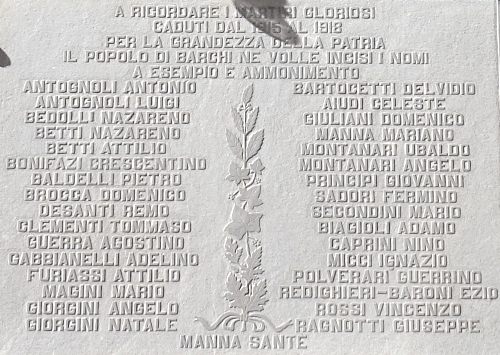 A RICORDARE I MARTIRI GLORIOSI
CADUTI DAL 1915 AL 1918
PER LA GRANDEZZA DELLA PATRIA
IL POPOLO DI BARCHI NE VOLLE INCISI I NOMI
A ESEMPIO E AMMONIMENTO
ANTOGNOLI ANTONIO
ANTOGNOLI LUIGI
BEDOLLI NAZARENO
BETTI NAZARENO
BETTI ATTILIO
BONIFAZI CRESCENTINO
BALDELLI PIETRO
BROCCA DOMENICO
DESANTI REMO
CLEMENTI TOMMASO
GUERRA AGOSTINO
GABBIANELLI ADELINO
FURIASSI ATTILIO
MAGINI MARIO
GIORGINI ANGELO
GIORGINI NATALE
BARTOCETTI DELVIDIO
AIUDI CELESTE
GIULIANI DOMENICO
MANNA MARIANO
MONTANARI UBALDO
MONTANARI ANGELO
PRINCIPI GIOVANNI
SADORI FERMINO
SECONDINI MARIO
BIAGIOLI ADAMO
CAPRINI NINO
MICCI IGNAZIO
POLVERARI GUERRINO
REDIGHIERI-BARONI EZIO
ROSSI VINCENZO
RAGNOTTI GIUSEPPE
MANNA SANTE